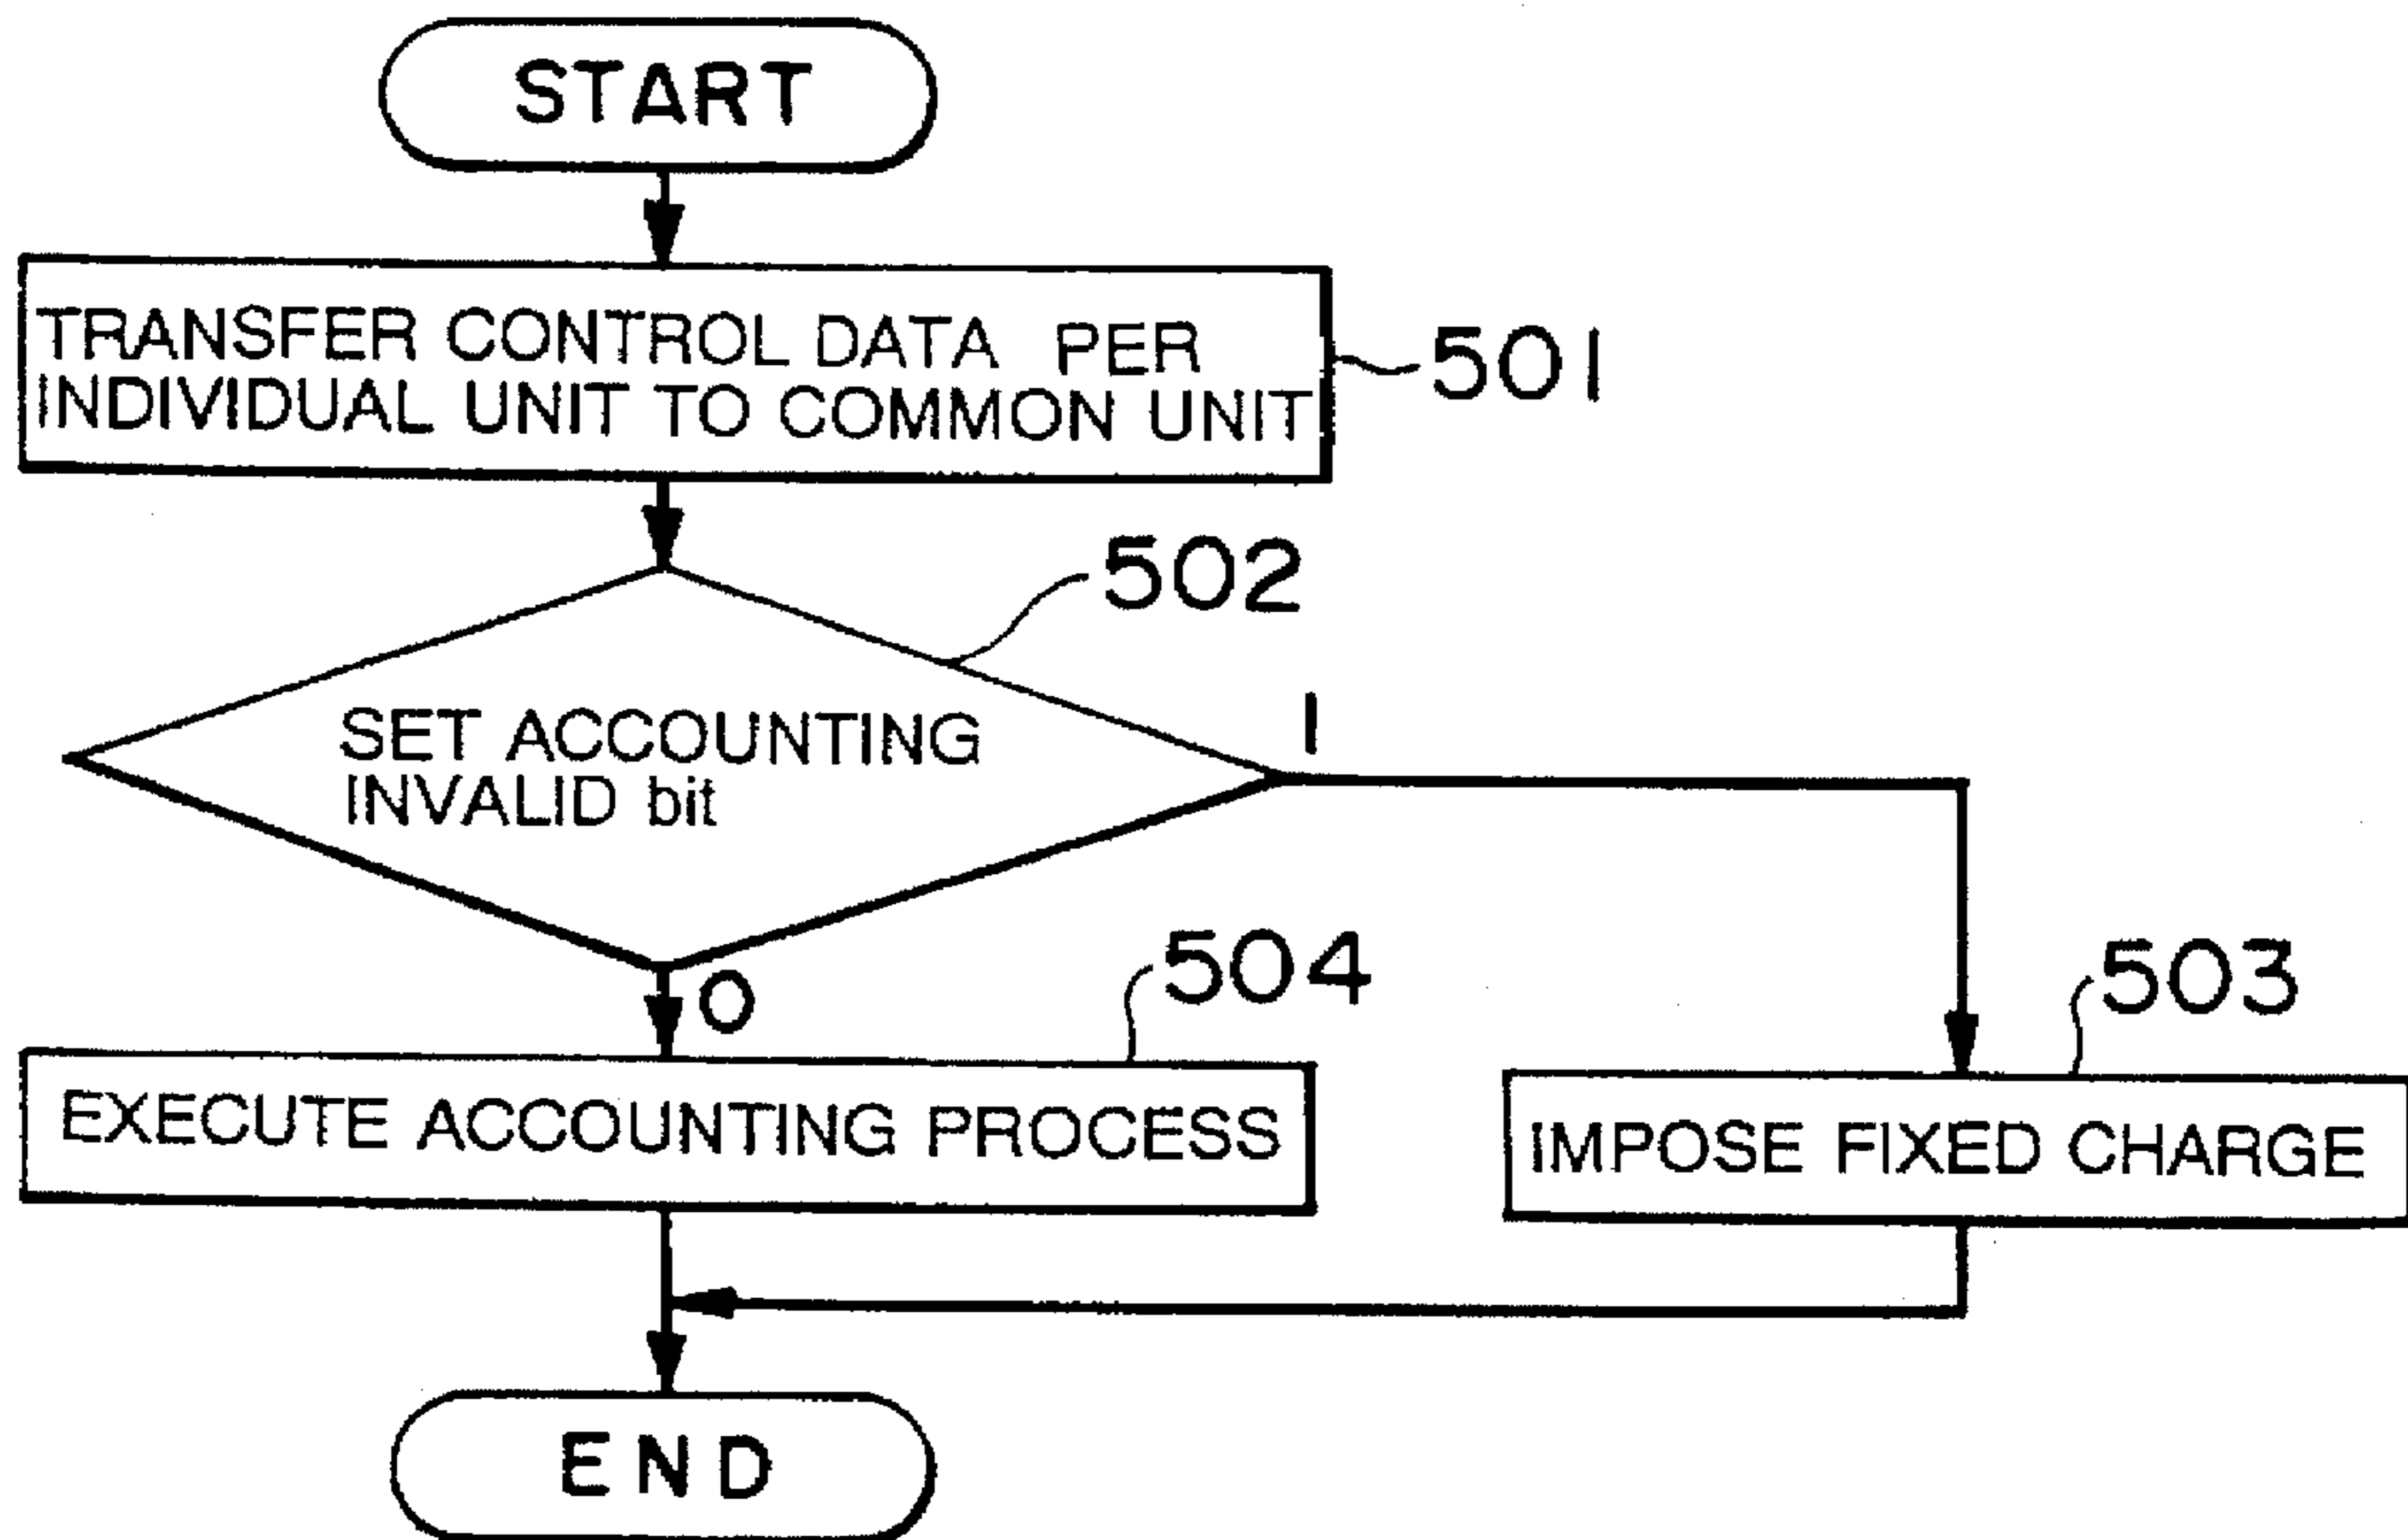 START
TRANSFER CONTROL DATA PER
INDIVIDUAL UNIT TO COMMON UNIT
501
502
SET ACCOUNTING
INVALID bit
1
0
504
503
EXECUTE ACCOUNTING PROCESS
IMPOSE FIXED CHARGE
END